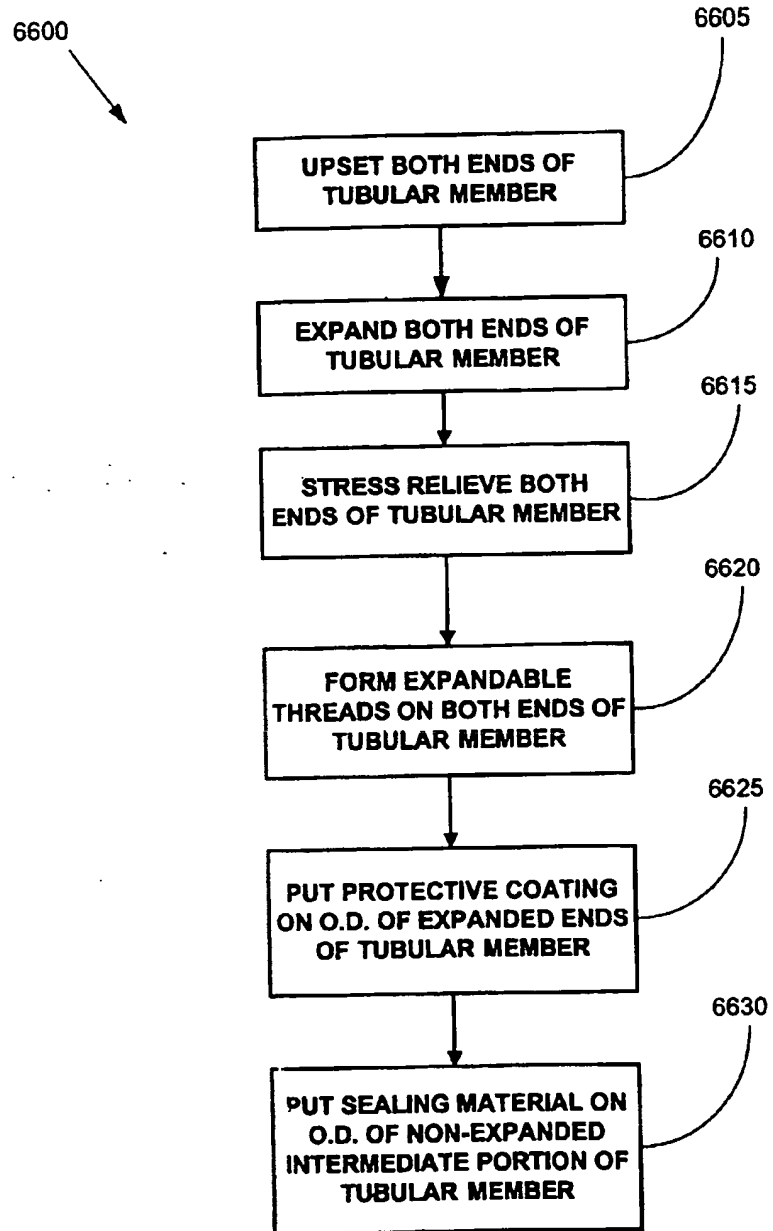 6600
6605
UPSET BOTH ENDS OF
TUBULAR MEMBER
6610
EXPAND BOTH ENDS OF
TUBULAR MEMBER
6615
STRESS RELIEVE BOTH
ENDS OF TUBULAR MEMBER
6620
FORM EXPANDABLE
THREADS ON BOTH ENDS OF
TUBULAR MEMBER
6625
PUT PROTECTIVE COATING
ON O.D. OF EXPANDED ENDS
OF TUBULAR MEMBER
6630
PUT SEALING MATERIAL ON
O.D. OF NON-EXPANDED
INTERMEDIATE PORTION OF
TUBULAR MEMBER